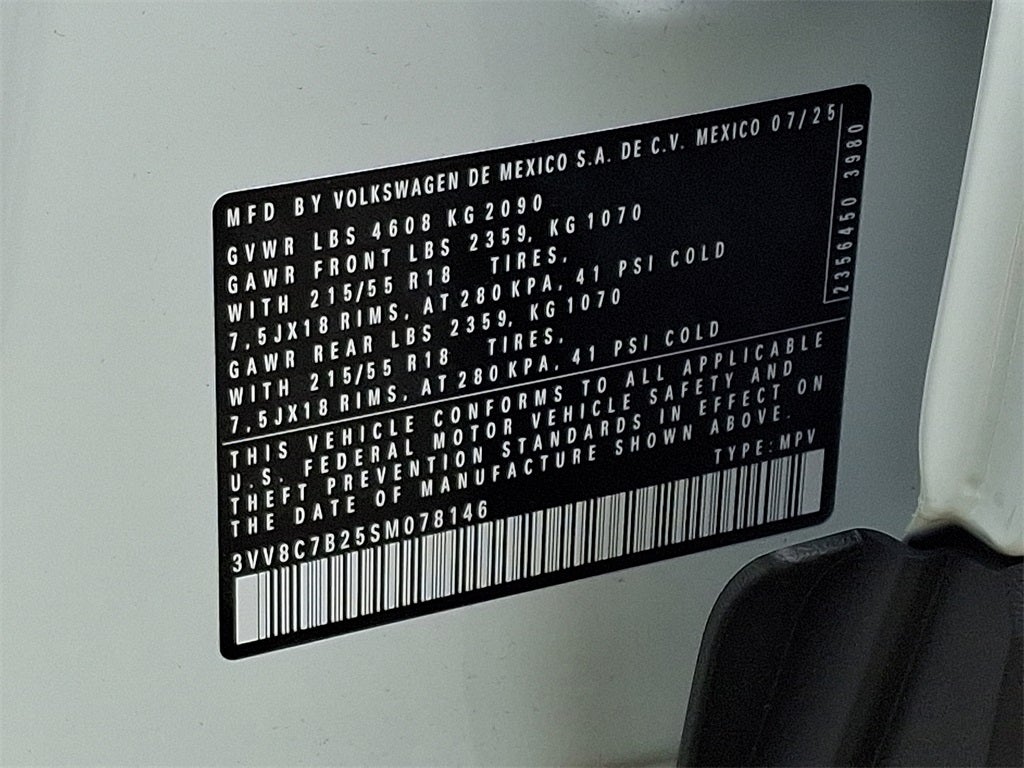 MFD BY VOLKSWAGEN DE MEXICO S.A. DE C.V. MEXICO 07/25
GVWR LBS 4608 KG 2090
GAWR FRONT LBS 2359, KG 1070
WITH 215/55 R18 TIRES,
7,5JX18 RIMS, AT 280 KPA, 41 PSI COLD
GAWR REAR LBS 2359, KG 1070
WITH 215/55 R18 TIRES,
7,5JX18 RIMS, AT 280 KPA, 41 PSI COLD
2356450 3980
THIS VEHICLE CONFORMS TO ALL APPLICABLE
U.S. FEDERAL MOTOR VEHICLE SAFETY AND
THEFT PREVENTION STANDARDS IN EFFECT ON
THE DATE OF MANUFACTURE SHOWN ABOVE.
TYPE: MPV
3VV8C7B25SM078146